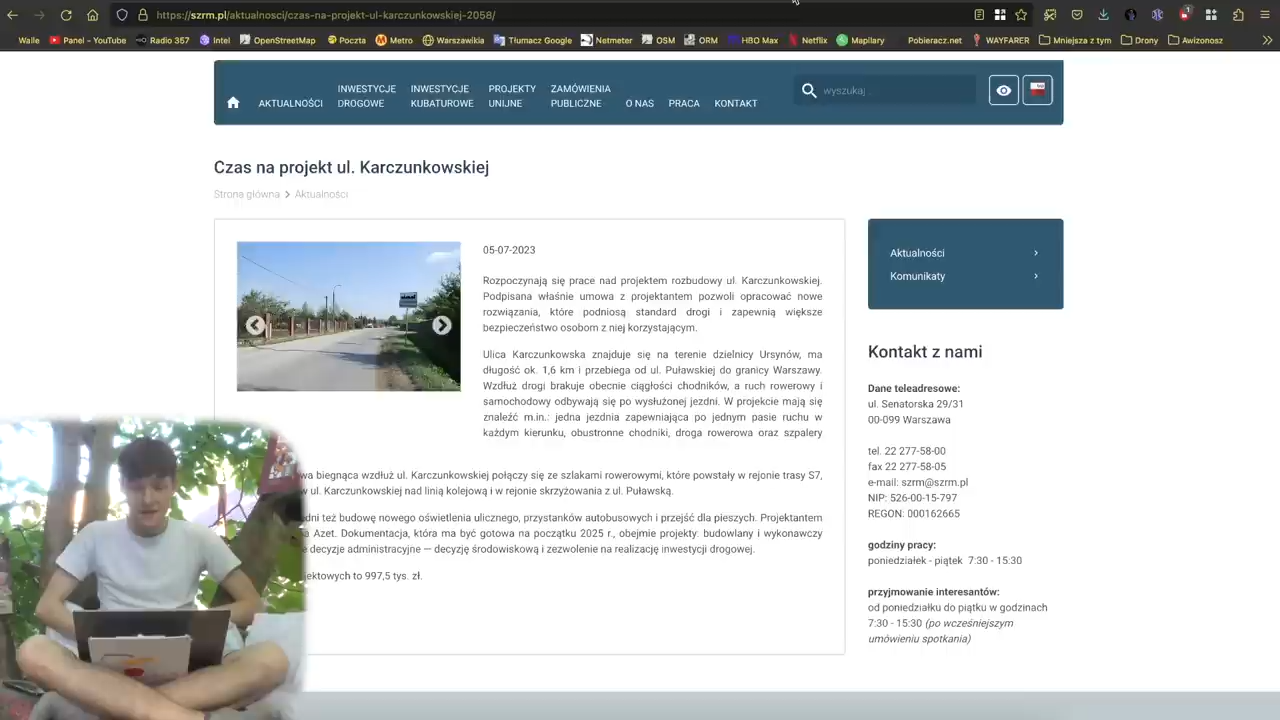 https://szrm.pl/aktualnosci/czas-na-projekt-ul-karczunkowskiej-2058/
Walle Panel - YouTube Radio 357 Intel OpenStreetMap Poczta Metro Warszawikia Tłumacz Google Netmeter OSM ORM HBO Max Netflix Mapilary Pobieracz.net WAYFARER Mniejsza z tym Drony Awizonosz
AKTUALNOŚCI INWESTYCJE DROGOWE INWESTYCJE KUBATUROWE PROJEKTY UNIJNE ZAMÓWIENIA PUBLICZNE O NAS PRACA KONTAKT
wyszukaj...
Czas na projekt ul. Karczunkowskiej
Strona główna > Aktualności
05-07-2023
Rozpoczynają się prace nad projektem rozbudowy ul. Karczunkowskiej.
Podpisana właśnie umowa z projektantem pozwoli opracować nowe
rozwiązania, które podniosą standard drogi i zapewnią większe
bezpieczeństwo osobom z niej korzystającym.
Ulica Karczunkowska znajduje się na terenie dzielnicy Ursynów, ma
długość ok. 1,6 km i przebiega od ul. Puławskiej do granicy Warszawy.
Wzdłuż drogi brakuje obecnie ciągłości chodników, a ruch rowerowy i
samochodowy odbywają się po wysłużonej jezdni. W projekcie mają się
znaleźć m.in.: jedna jezdnia zapewniająca po jednym pasie ruchu w
każdym kierunku, obustronne chodniki, droga rowerowa oraz szpalery
wa biegnąca wzdłuż ul. Karczunkowskiej połączy się ze szlakami rowerowymi, które powstały w rejonie trasy S7,
w ul. Karczunkowskiej nad linią kolejową i w rejonie skrzyżowania z ul. Puławską.
dni też budowę nowego oświetlenia ulicznego, przystanków autobusowych i przejść dla pieszych. Projektantem
a Azet. Dokumentacja, która ma być gotowa na początku 2025 r., obejmie projekty: budowlany i wykonawczy
decyzje administracyjne — decyzję środowiskową i zezwolenie na realizację inwestycji drogowej.
ektowych to 997,5 tys. zł.
Aktualności
Komunikaty
Kontakt z nami
Dane teleadresowe:
ul. Senatorska 29/31
00-099 Warszawa
tel. 22 277-58-00
fax 22 277-58-05
e-mail: szrm@szrm.pl
NIP: 526-00-15-797
REGON: 000162665
godziny pracy:
poniedziałek - piątek 7:30 - 15:30
przyjmowanie interesantów:
od poniedziałku do piątku w godzinach
7:30 - 15:30 (po wcześniejszym
umówieniu spotkania)